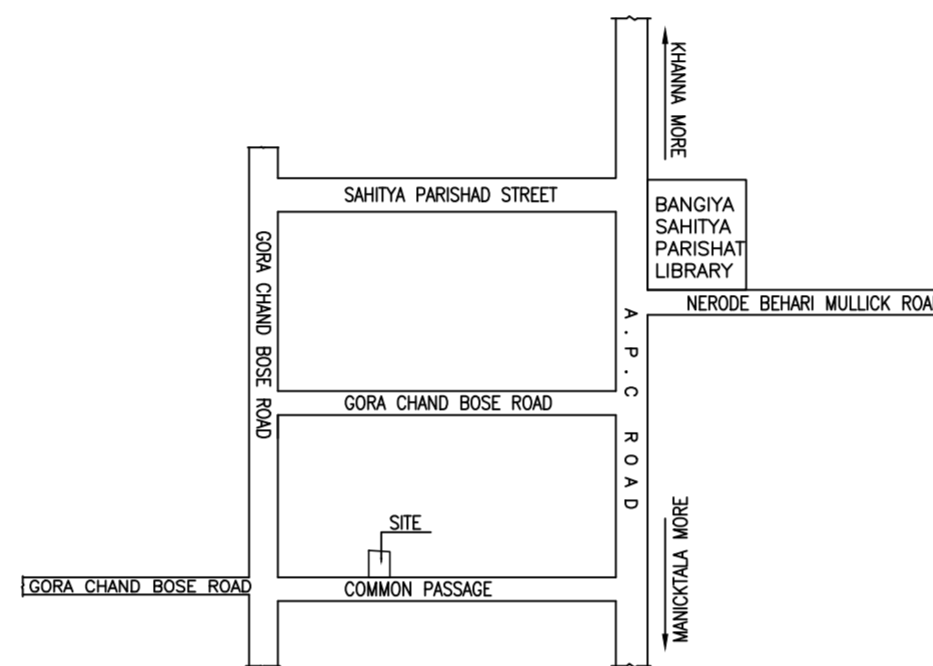 KHANNA MORE
SAHITYA PARISHAD STREET
BANGIYA
SAHITYA
PARISHAT
LIBRARY
GORA CHAND BOSE ROAD
NERODE BEHARI MULLICK ROAD
A.P.C ROAD
GORA CHAND BOSE ROAD
SITE
MANICKTALA MORE
GORA CHAND BOSE ROAD
COMMON PASSAGE